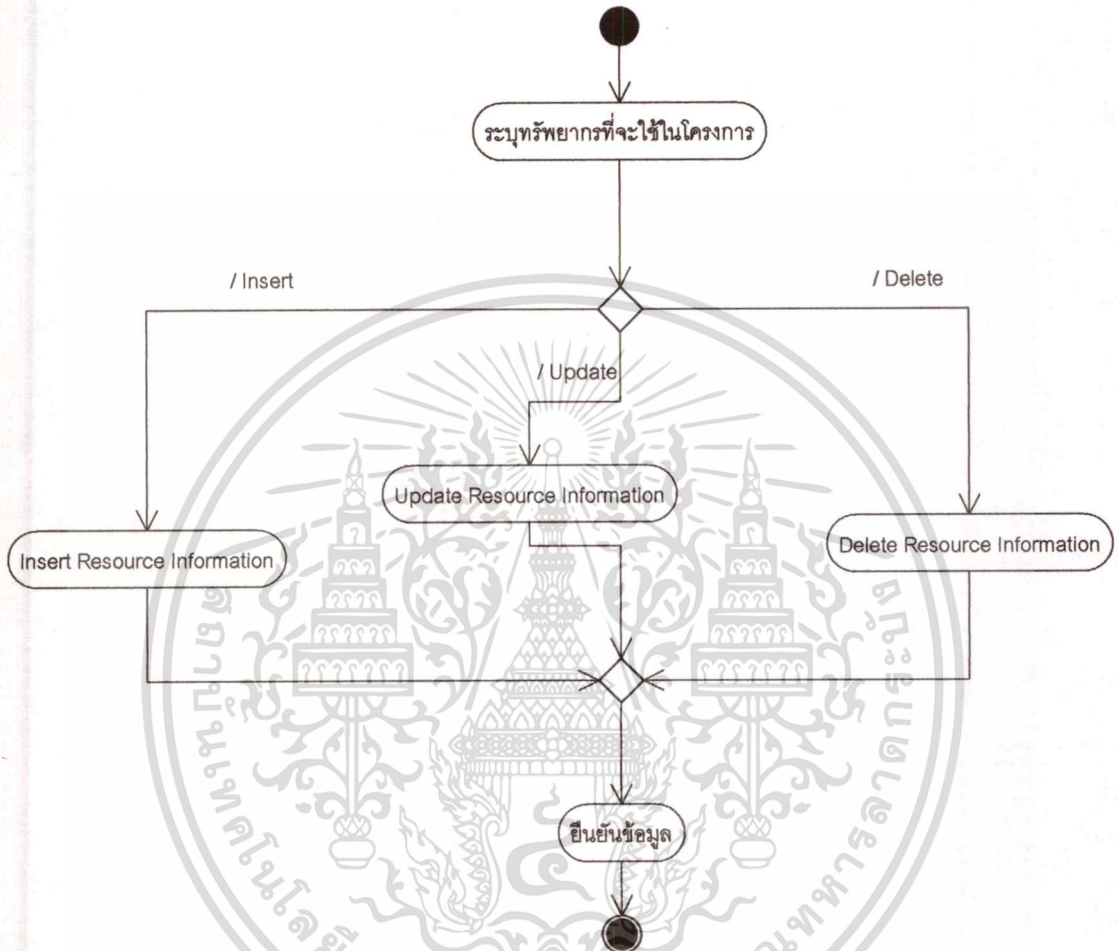 ระบุทรัพยากรที่จะใช้ในโครงการ
/ Insert
/ Delete
/ Update
Update Resource Information
Insert Resource Information
Delete Resource Information
ยืนยันข้อมูล